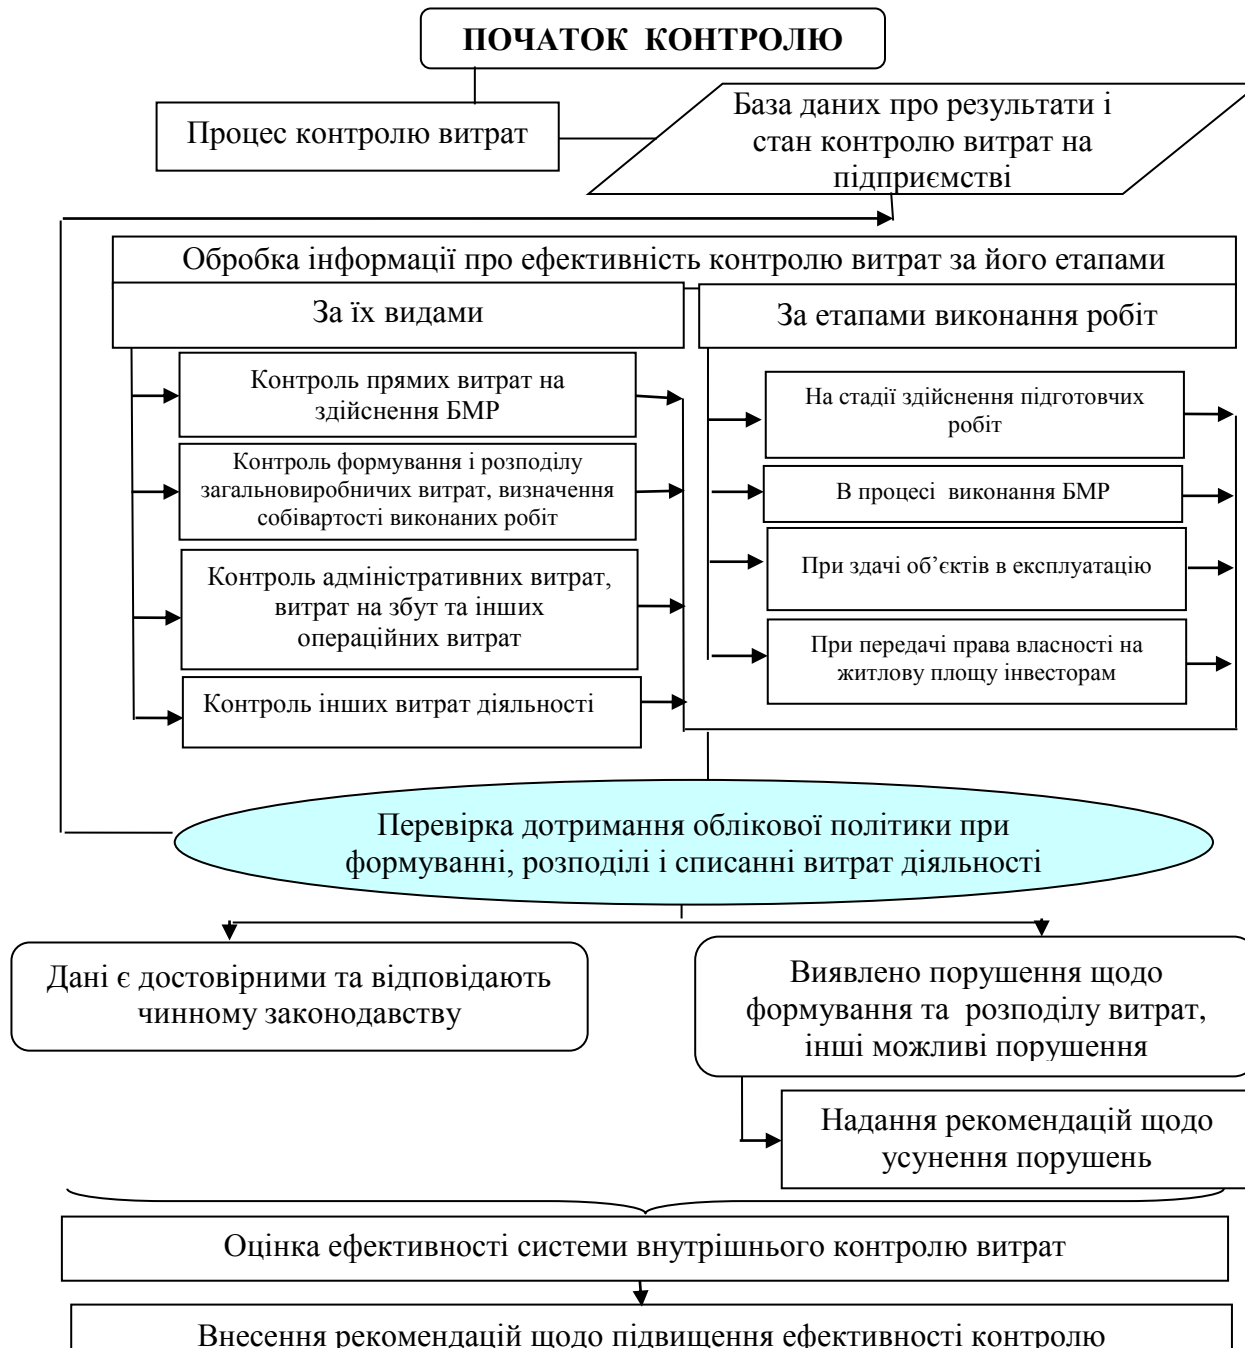 ПОЧАТОК КОНТРОЛЮ
Процес контролю витрат
База даних про результати і
стан контролю витрат на
підприємстві
Обробка інформації про ефективність контролю витрат за його етапами
За їх видами
За етапами виконання робіт
Контроль прямих витрат на
здійснення БМР
Контроль формування і розподілу
загальновиробничих витрат, визначення
собівартості виконаних робіт
Контроль адміністративних витрат,
витрат на збут та інших
операційних витрат
Контроль інших витрат діяльності
На стадії здійснення підготовчих
робіт
В процесі виконання БМР
При здачі об’єктів в експлуатацію
При передачі права власності на
житлову площу інвесторам
Перевірка дотримання облікової політики при
формуванні, розподілі і списанні витрат діяльності
Дані є достовірними та відповідають
чинному законодавству
Виявлено порушення щодо
формування та розподілу витрат,
інші можливі порушення
Надання рекомендацій щодо
усунення порушень
Оцінка ефективності системи внутрішнього контролю витрат
Внесення рекомендацій щодо підвищення ефективності контролю